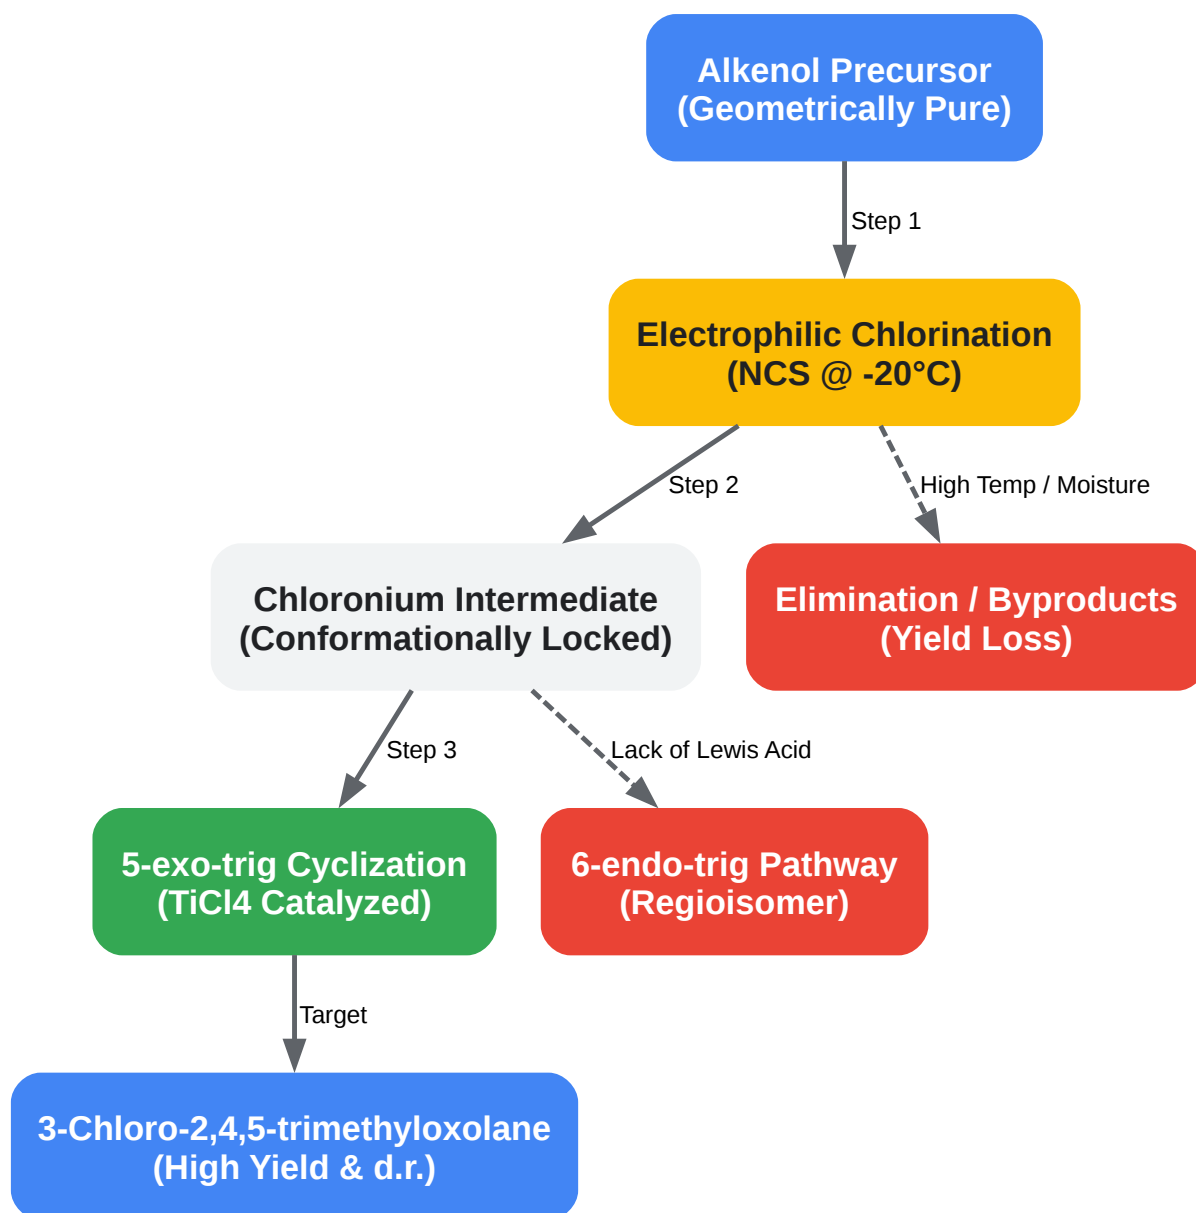 Alkenol Precursor
(Geometrically Pure)
Step 1
Electrophilic Chlorination
(NCS @ -20°C)
Step 2
High Temp / Moisture
Chloronium Intermediate
(Conformationally Locked)
Elimination / Byproducts
(Yield Loss)
Step 3
Lack of Lewis Acid
5-exo-trig Cyclization
(TiCl4 Catalyzed)
6-endo-trig Pathway
(Regioisomer)
Target
3-Chloro-2,4,5-trimethyloxolane
(High Yield & d.r.)